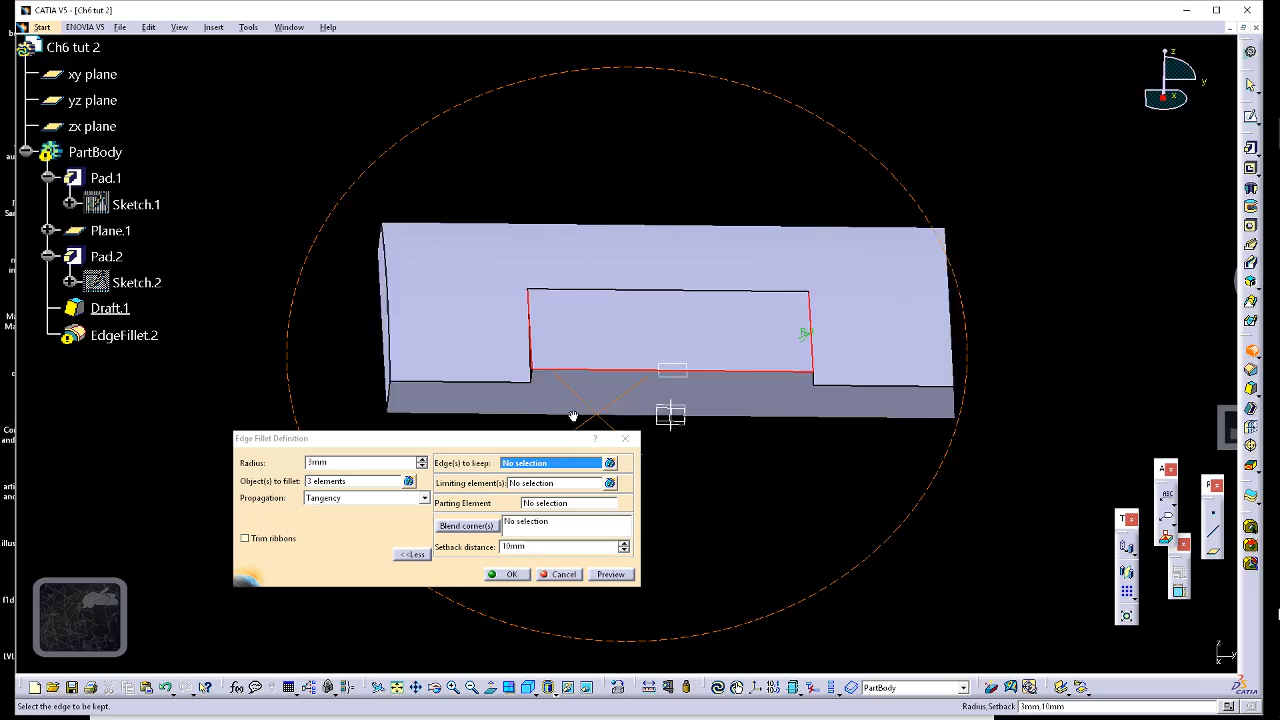 CATIA V5 - [Ch6 tut 2]
Start ENOVIA V5 File Edit View Insert Tools Window Help
Ch6 tut 2
xy plane
yz plane
zx plane
PartBody
Pad.1
Sketch.1
Plane.1
Pad.2
Sketch.2
Draft.1
EdgeFillet.2
z
y
x
Edge Fillet Definition
Radius: 3mm
Edge(s) to keep: No selection
Object(s) to fillet: 3 elements
Limiting element(s): No selection
Propagation: Tangency
Parting Element No selection
Blend corner(s) No selection
Trim ribbons
Setback distance: 10mm
<<Less
OK Cancel Preview
ABC
PartBody
CATIA
Select the edge to be kept.
Radius,Setback 3mm,10mm